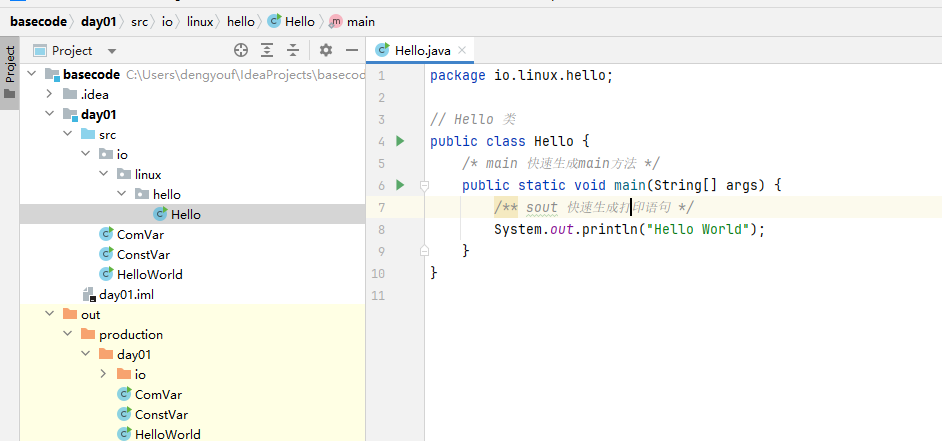 basecode day01 src io linux hello Hello main
Project
Project
Hello.java
basecode C:\Users\dengyouf\IdeaProjects\basecod
.idea
day01
src
io
linux
hello
Hello
ComVar
ConstVar
HelloWorld
day01.iml
out
production
day01
io
ComVar
ConstVar
HelloWorld
1 package io.linux.hello;
2
3 // Hello 类
4 public class Hello {
5 /* main 快速生成main方法 */
6 public static void main(String[] args) {
7 /** sout 快速生成打印语句 */
8 System.out.println("Hello World");
9 }
10 }
11